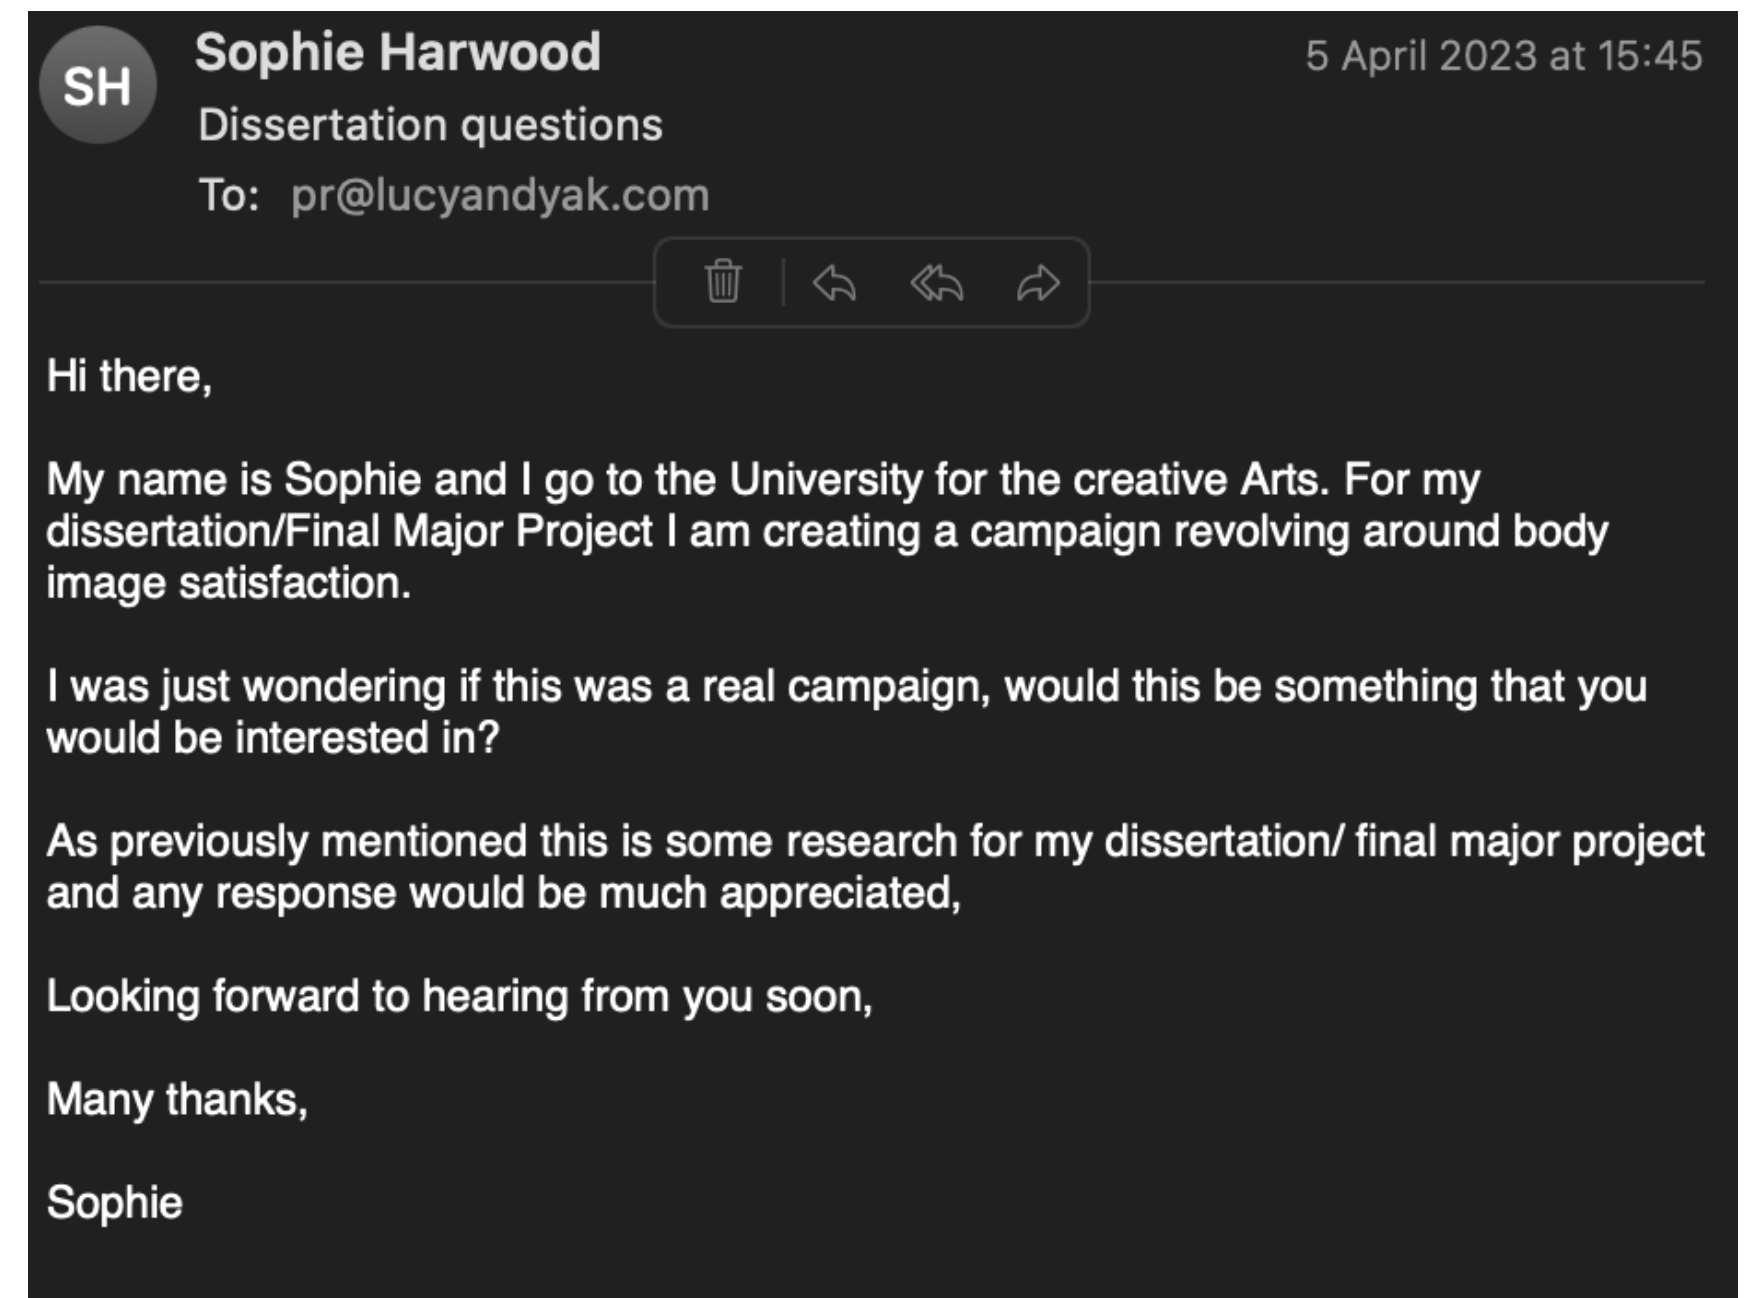 SH
Sophie Harwood
5 April 2023 at 15:45
Dissertation questions
To: pr@lucyandyak.com
Hi there,
My name is Sophie and I go to the University for the creative Arts. For my
dissertation/Final Major Project I am creating a campaign revolving around body
image satisfaction.
I was just wondering if this was a real campaign, would this be something that you
would be interested in?
As previously mentioned this is some research for my dissertation/ final major project
and any response would be much appreciated,
Looking forward to hearing from you soon,
Many thanks,
Sophie